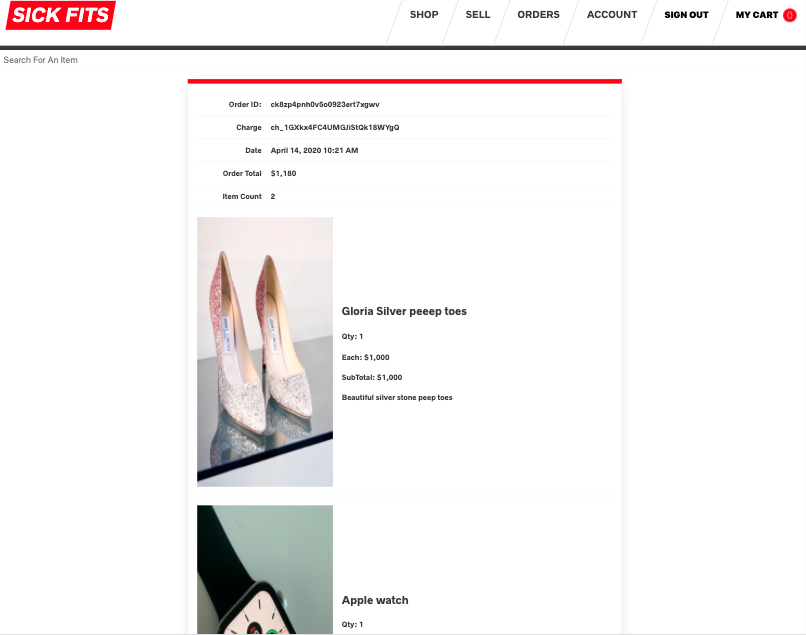 SICK FITS
SHOP SELL ORDERS ACCOUNT SIGN OUT MY CART 0
Search For An Item
Order ID: ck8zp4pnh0v5o0923ert7xgwv
Charge ch_1GXkx4FC4UMGJiStQk18WYgQ
Date April 14, 2020 10:21 AM
Order Total $1,180
Item Count 2
Gloria Silver peeep toes
Qty: 1
Each: $1,000
SubTotal: $1,000
Beautiful silver stone peep toes
Apple watch
Qty: 1